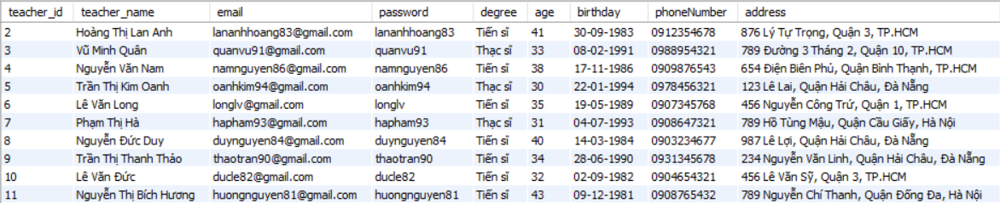 teacher_id teacher_name email password degree age birthday phoneNumber address
2 Hoàng Thị Lan Anh lananhhoang83@gmail.com lananhhoang83 Tiến sĩ 41 30-09-1983 0912354678 876 Lý Tự Trọng, Quận 3, TP.HCM
3 Vũ Minh Quân quanvu91@gmail.com quanvu91 Thạc sĩ 33 08-02-1991 0988954321 789 Đường 3 Tháng 2, Quận 10, TP.HCM
4 Nguyễn Văn Nam namnguyen86@gmail.com namnguyen86 Tiến sĩ 38 17-11-1986 0909876543 654 Điện Biên Phủ, Quận Bình Thạnh, TP.HCM
5 Trần Thị Kim Oanh oanhkim94@gmail.com oanhkim94 Thạc sĩ 30 22-01-1994 0978456321 123 Lê Lai, Quận Hải Châu, Đà Nẵng
6 Lê Văn Long longlv@gmail.com longlv Tiến sĩ 35 19-05-1989 0907345768 456 Nguyễn Công Trứ, Quận 1, TP.HCM
7 Phạm Thị Hà hapham93@gmail.com hapham93 Thạc sĩ 31 04-07-1993 0908647321 789 Hồ Tùng Mậu, Quận Cầu Giấy, Hà Nội
8 Nguyễn Đức Duy duynguyen84@gmail.com duynguyen84 Tiến sĩ 40 14-03-1984 0903234677 987 Lê Lợi, Quận Hải Châu, Đà Nẵng
9 Trần Thị Thanh Thảo thaotran90@gmail.com thaotran90 Tiến sĩ 34 28-06-1990 0931345678 234 Nguyễn Văn Linh, Quận Hải Châu, Đà Nẵng
10 Lê Văn Đức ducle82@gmail.com ducle82 Tiến sĩ 32 02-09-1982 0904654321 456 Lê Văn Sỹ, Quận 3, TP.HCM
11 Nguyễn Thị Bích Hương huongnguyen81@gmail.com huongnguyen81 Tiến sĩ 43 09-12-1981 0908765432 789 Nguyễn Chí Thanh, Quận Đống Đa, Hà Nội